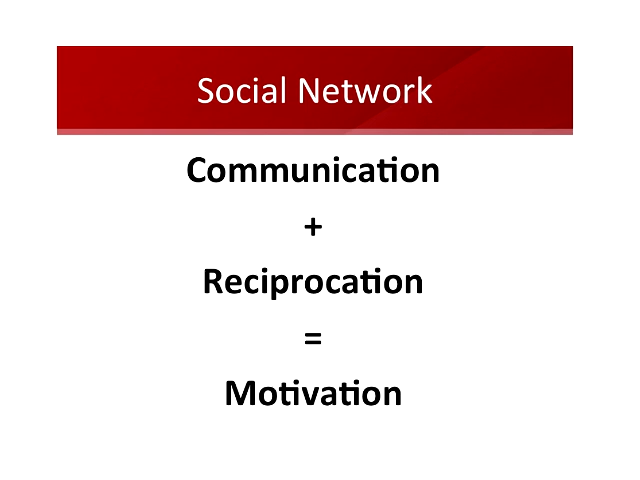 Social Network
Communication
+
Reciprocation
=
Motivation